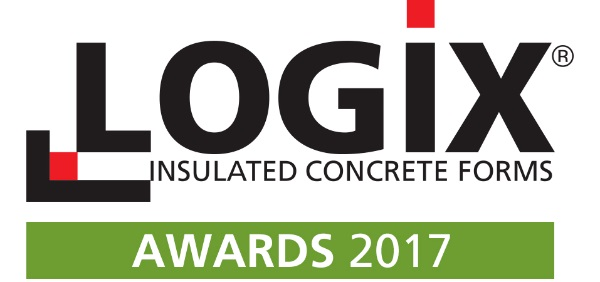 LOGiX®
INSULATED CONCRETE FORMS
AWARDS 2017